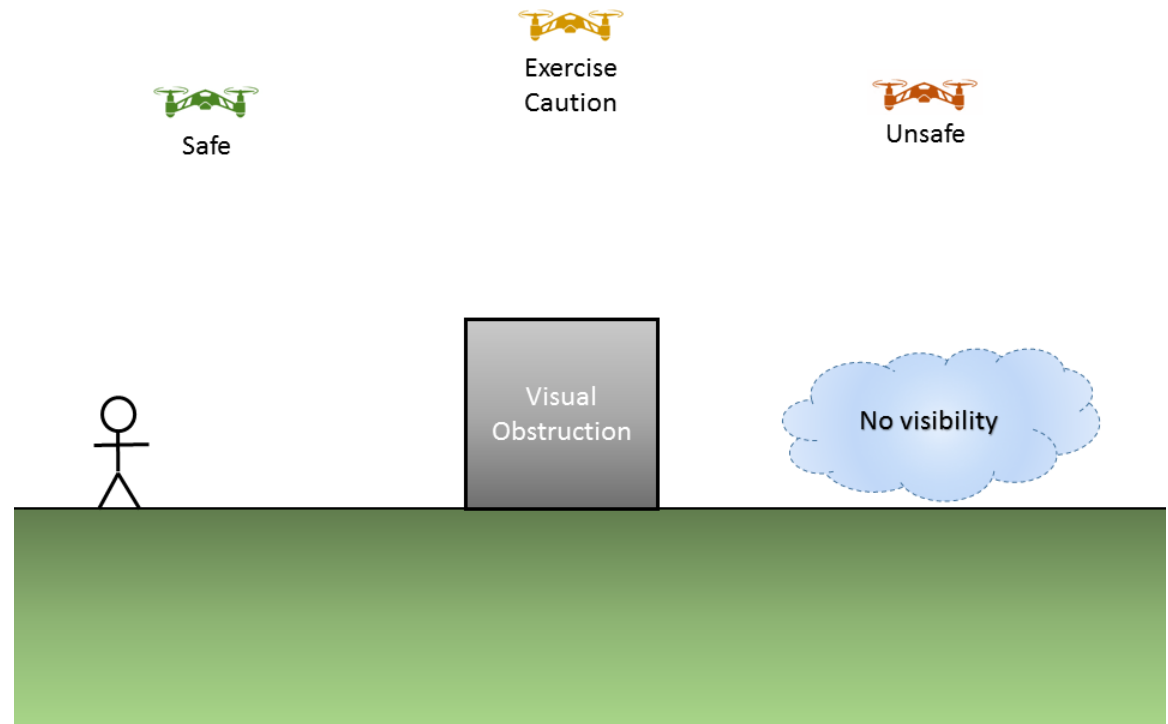 Exercise
Caution
Safe
Unsafe
Visual
Obstruction
No visibility